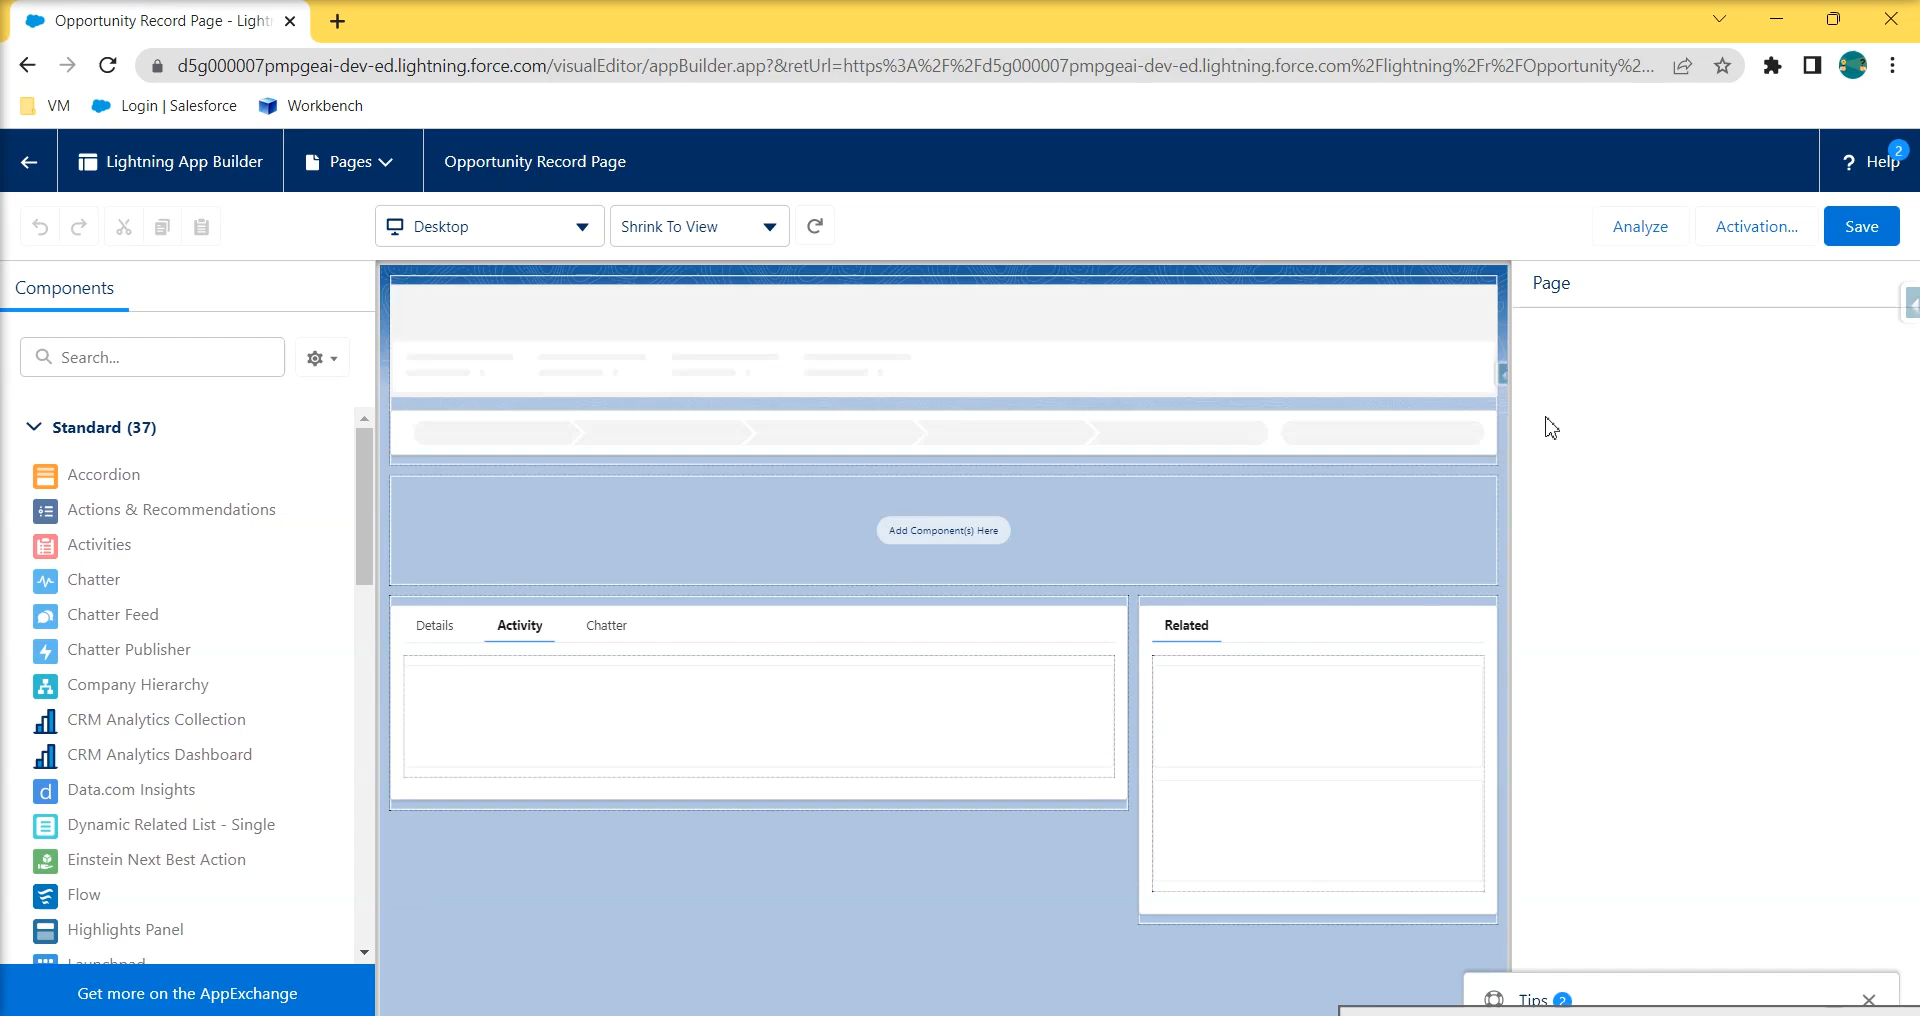 Opportunity Record Page - Light
d5g000007pmpgeai-dev-ed.lightning.force.com/visualEditor/appBuilder.app?&retUrl=https%3A%2F%2Fd5g000007pmpgeai-dev-ed.lightning.force.com%2Flightning%2Fr%2FOpportunity%2...
VM
Login | Salesforce
Workbench
Lightning App Builder
Pages
Opportunity Record Page
? Help
2
Desktop
Shrink To View
Analyze
Activation...
Save
Components
Page
Search...
Standard (37)
Accordion
Actions & Recommendations
Activities
Chatter
Chatter Feed
Chatter Publisher
Company Hierarchy
CRM Analytics Collection
CRM Analytics Dashboard
Data.com Insights
Dynamic Related List - Single
Einstein Next Best Action
Flow
Highlights Panel
Launchpad
Get more on the AppExchange
Add Component(s) Here
Details
Activity
Chatter
Related
Tips 2